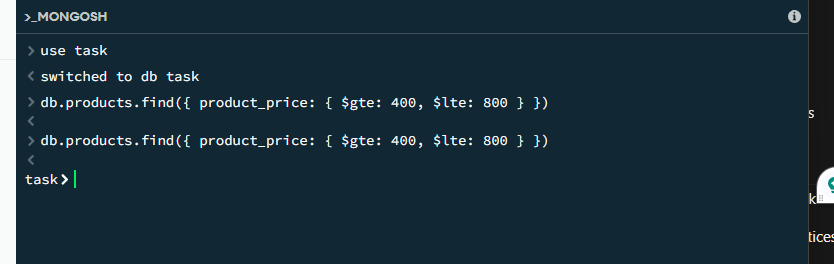 >_MONGOSH
> use task
< switched to db task
> db.products.find({ product_price: { $gte: 400, $lte: 800 } })
<
> db.products.find({ product_price: { $gte: 400, $lte: 800 } })
<
task>
s
k
tices